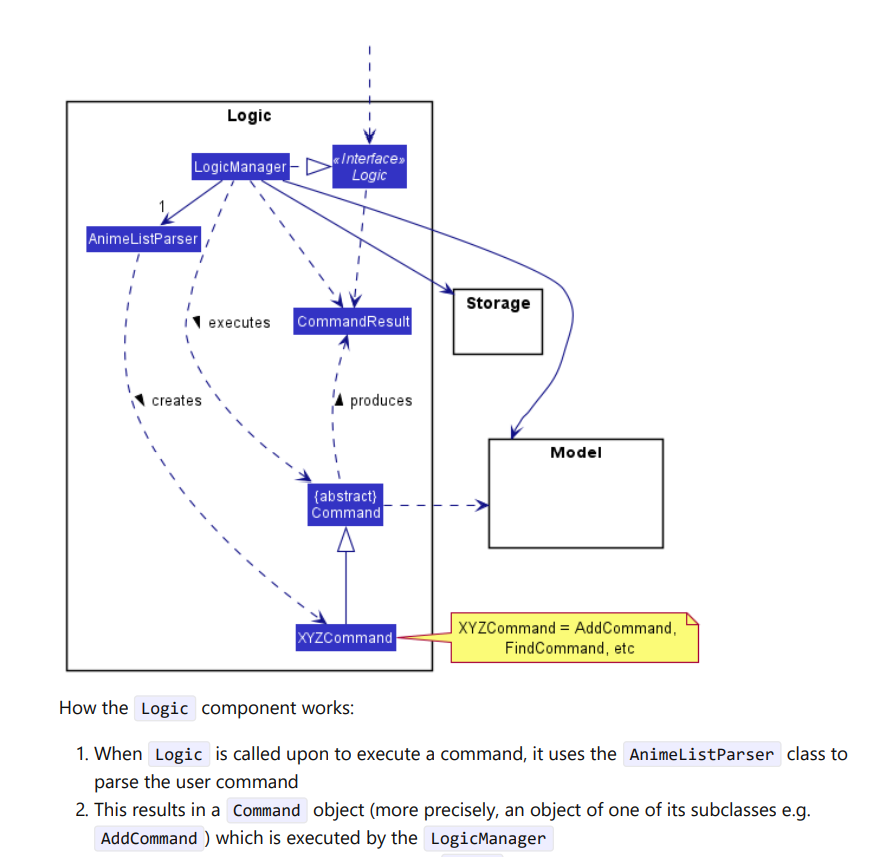 Logic
LogicManager
«Interface»
Logic
1
AnimeListParser
Storage
executes
CommandResult
creates
produces
Model
{abstract}
Command
XYZCommand
XYZCommand = AddCommand,
FindCommand, etc
How the Logic component works:
1. When Logic is called upon to execute a command, it uses the AnimeListParser class to
parse the user command
2. This results in a Command object (more precisely, an object of one of its subclasses e.g.
AddCommand ) which is executed by the LogicManager